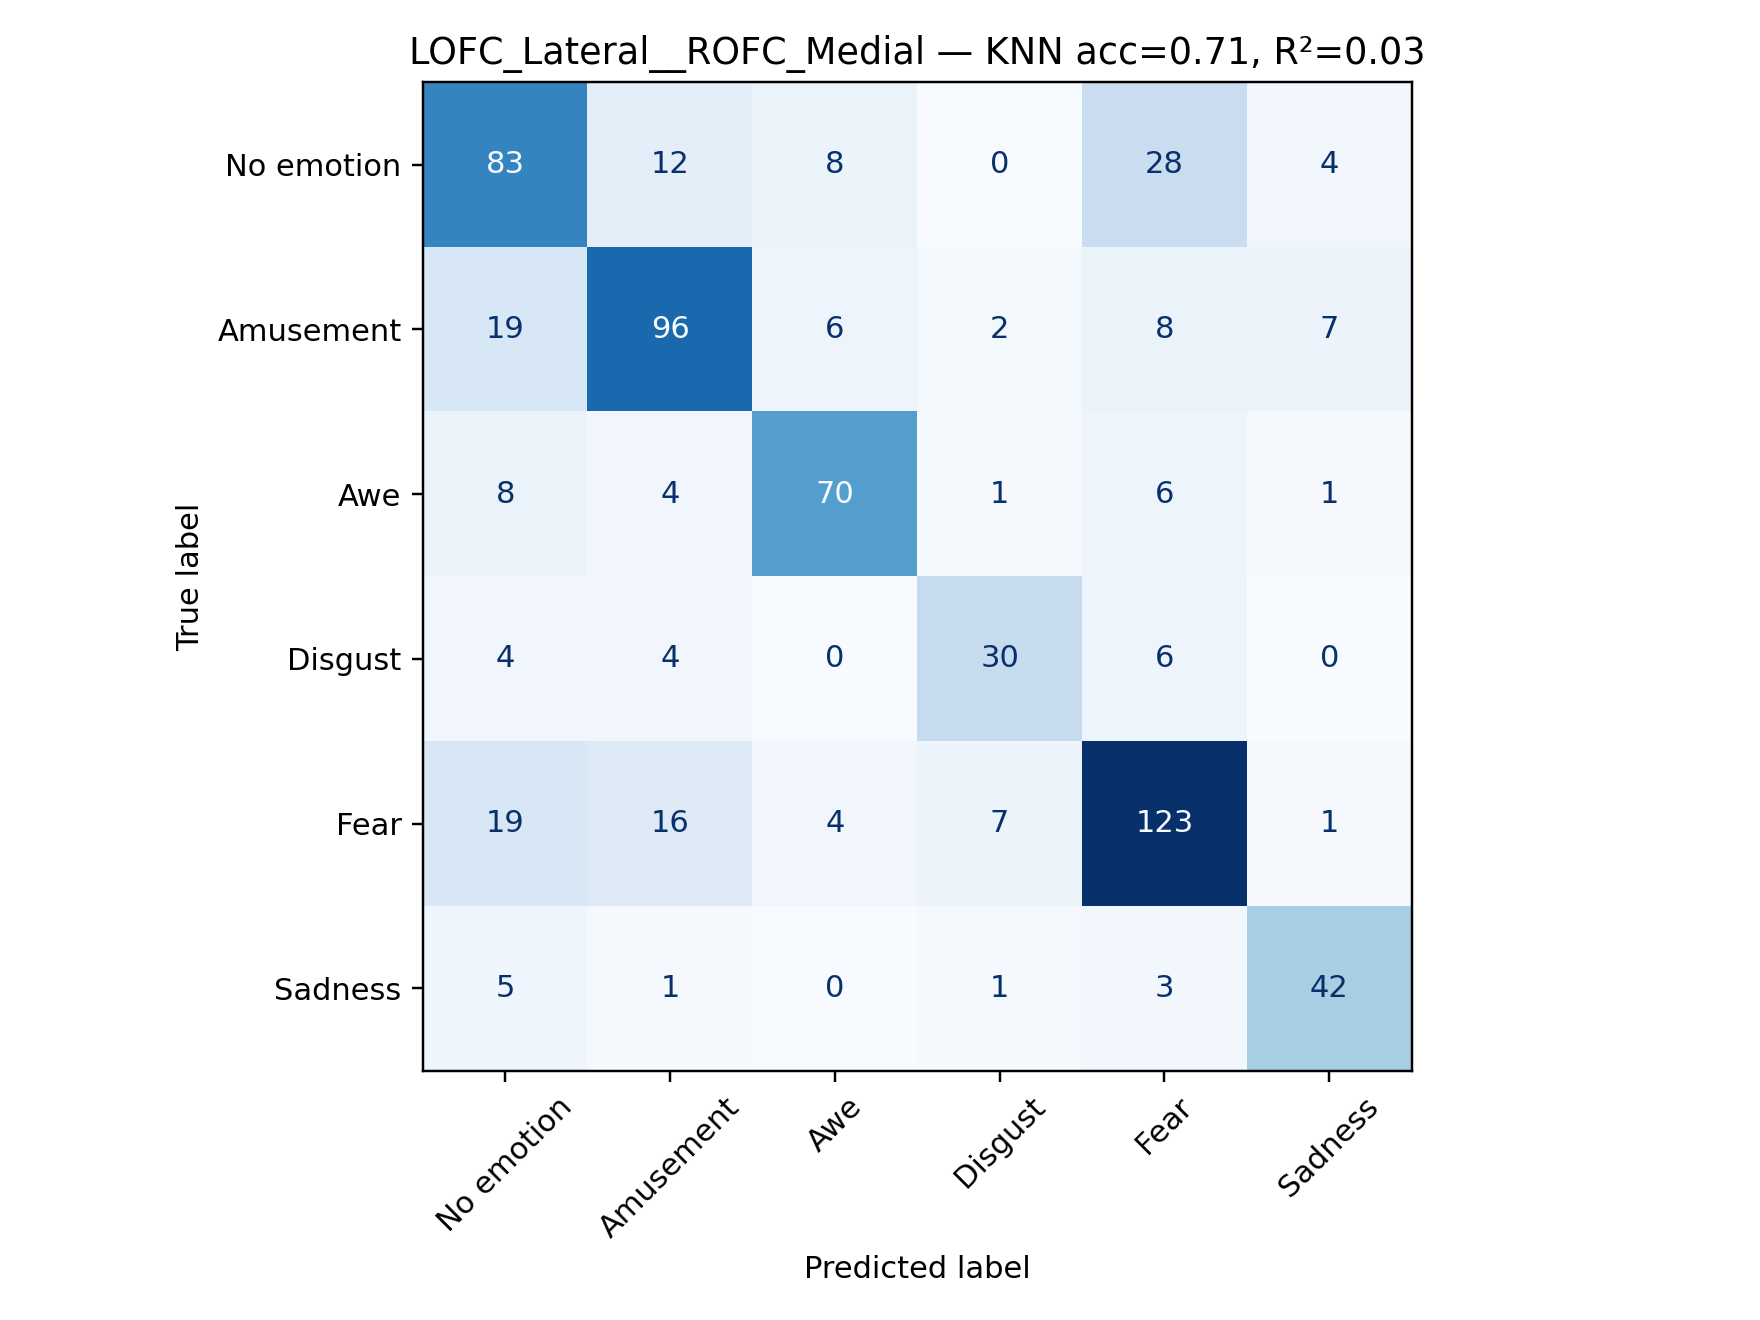 LOFC_Lateral__ROFC_Medial — KNN acc=0.71, R²=0.03
No emotion 83 12 8 0 28 4
Amusement 19 96 6 2 8 7
Awe 8 4 70 1 6 1
Disgust 4 4 0 30 6 0
Fear 19 16 4 7 123 1
Sadness 5 1 0 1 3 42
True label
No emotion Amusement Awe Disgust Fear Sadness
Predicted label